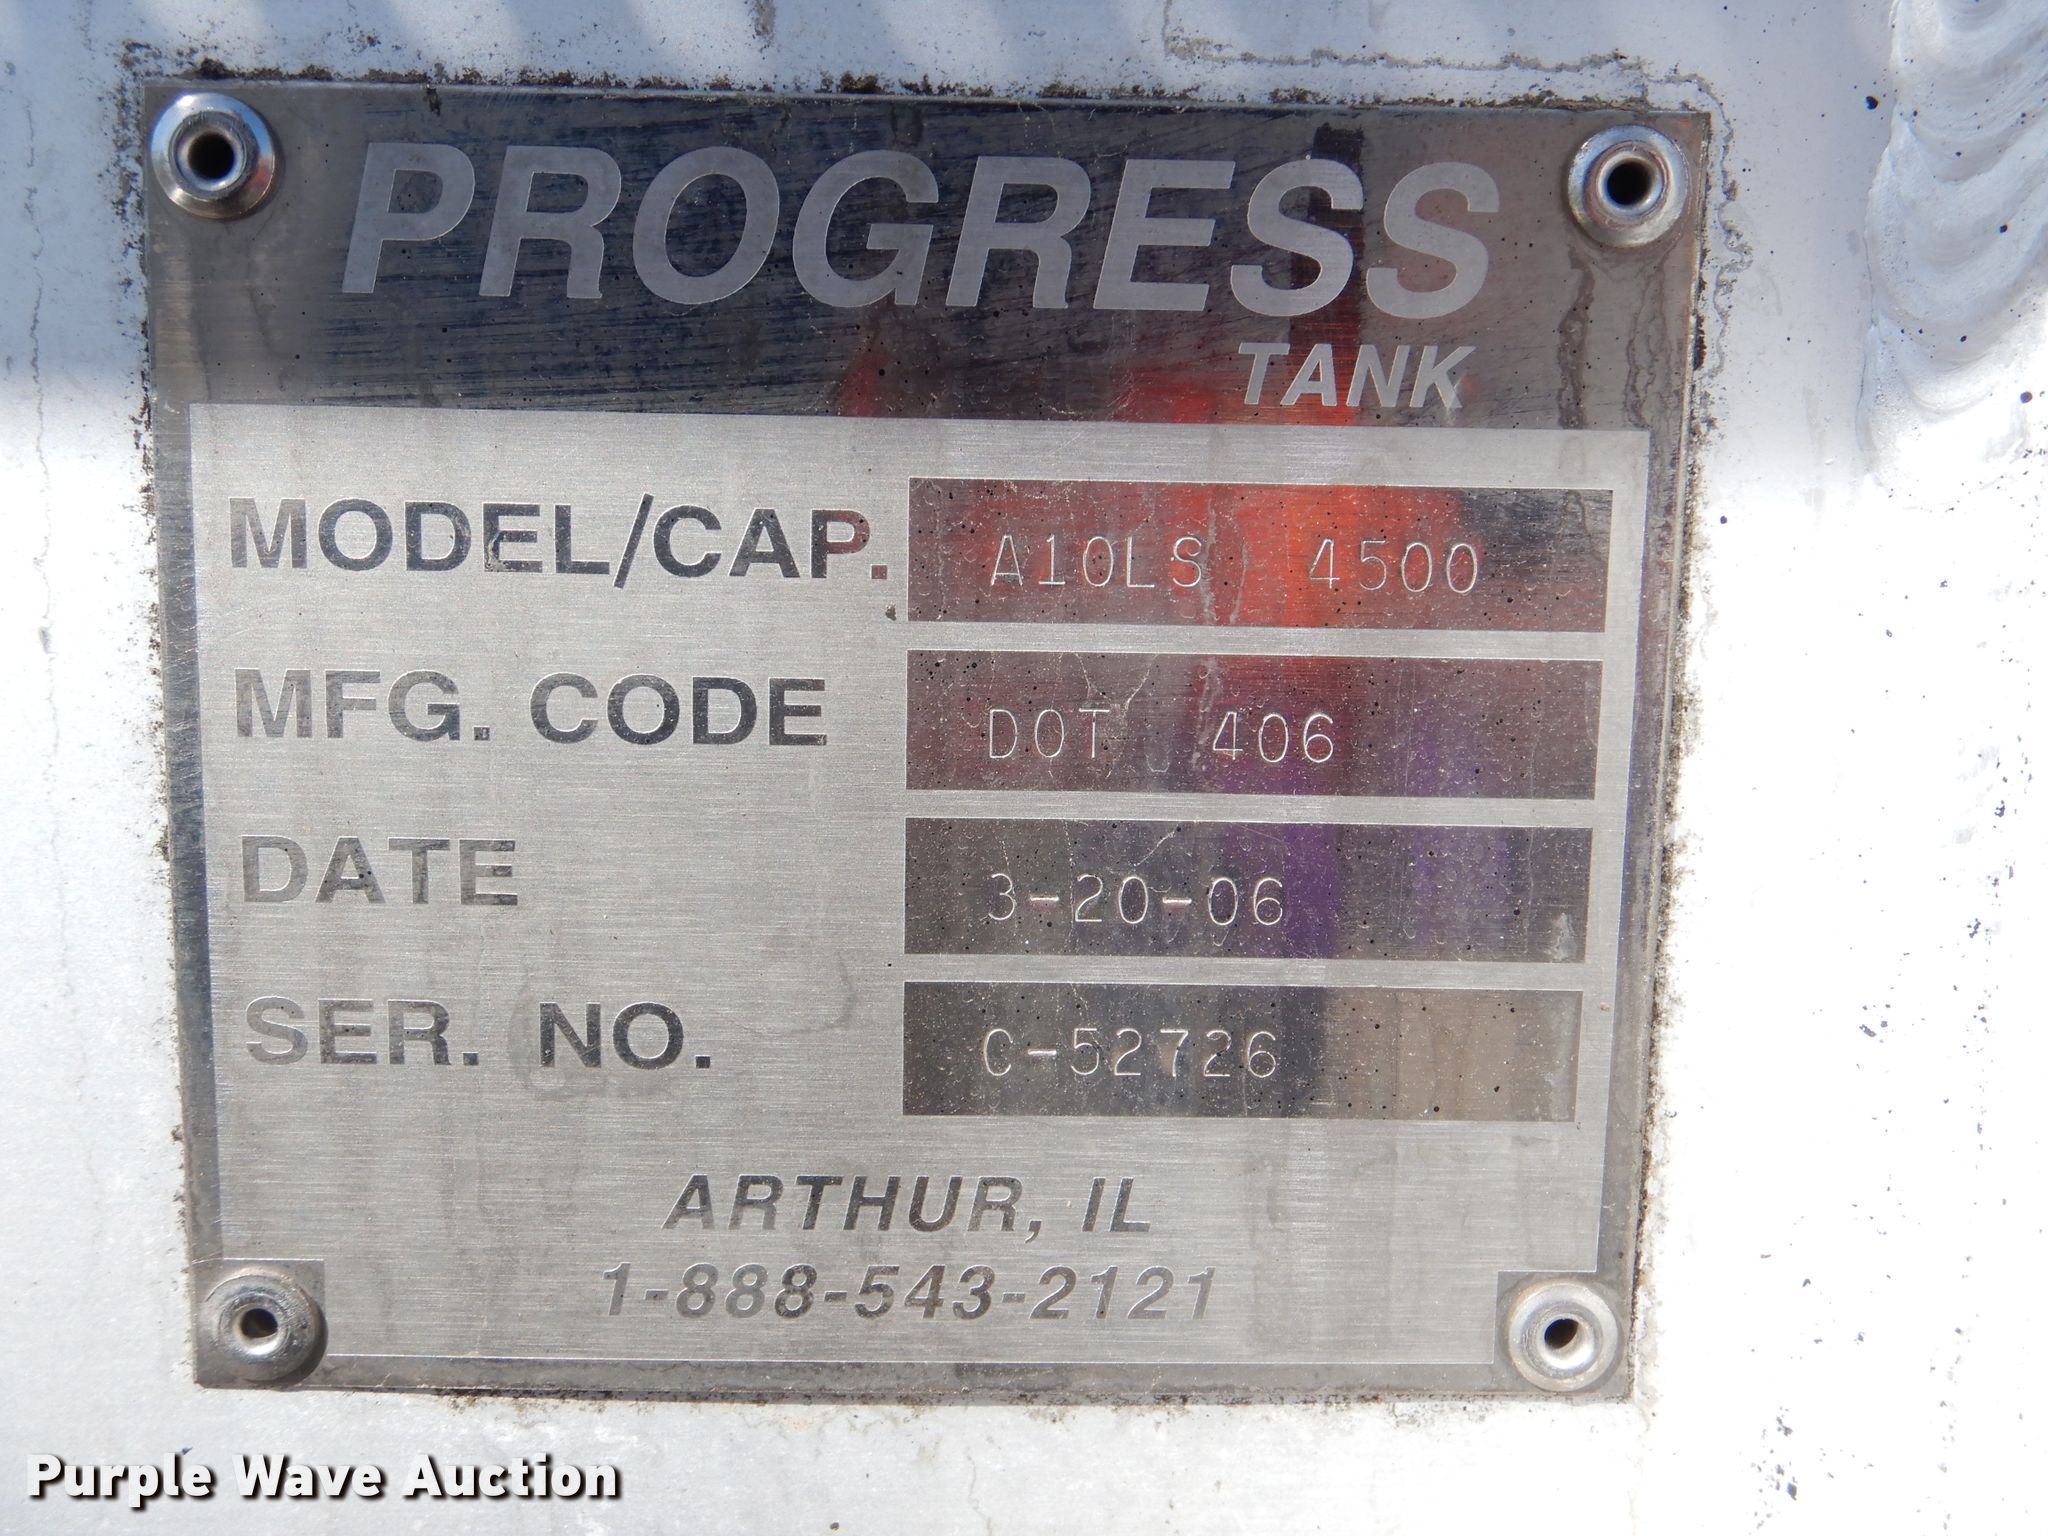 PROGRESS
TANK
MODEL/CAP. A10LS 4500
MFG. CODE DOT 406
DATE 3-20-06
SER. NO. C-52726
ARTHUR, IL
1-888-543-2121
Purple Wave Auction